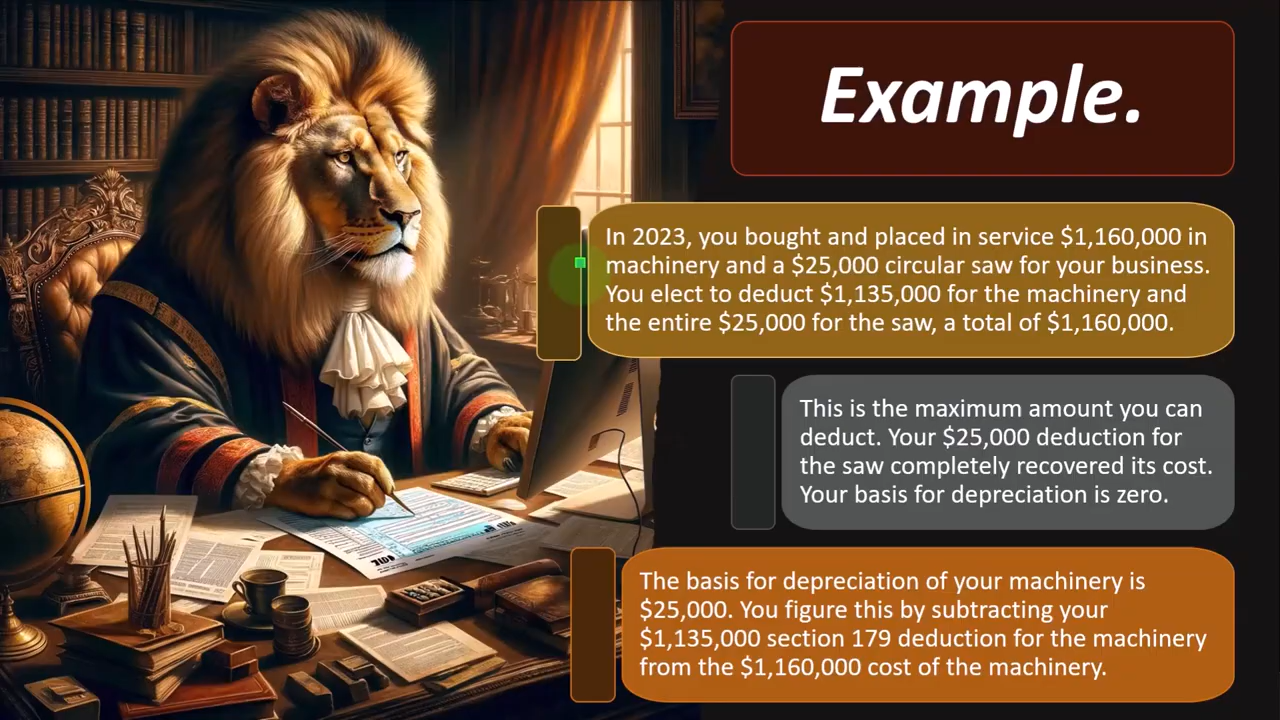 Example.
In 2023, you bought and placed in service $1,160,000 in
machinery and a $25,000 circular saw for your business.
You elect to deduct $1,135,000 for the machinery and
the entire $25,000 for the saw, a total of $1,160,000.
This is the maximum amount you can
deduct. Your $25,000 deduction for
the saw completely recovered its cost.
Your basis for depreciation is zero.
The basis for depreciation of your machinery is
$25,000. You figure this by subtracting your
$1,135,000 section 179 deduction for the machinery
from the $1,160,000 cost of the machinery.